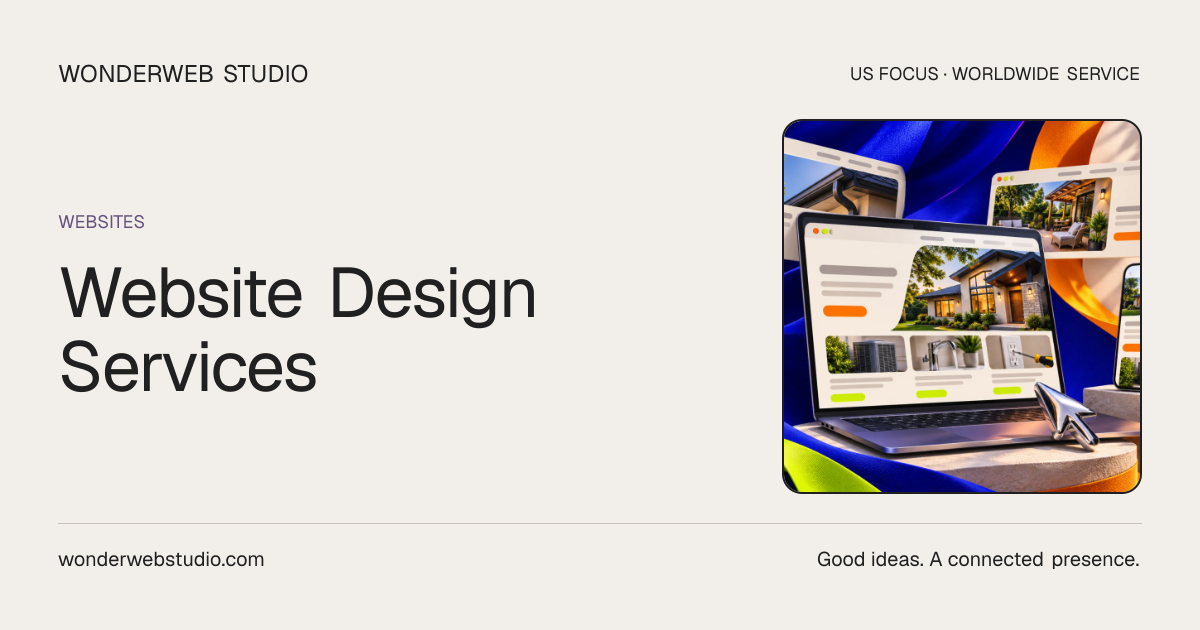 WONDERWEB STUDIO
US FOCUS · WORLDWIDE SERVICE
WEBSITES
Website Design
Services
wonderwebstudio.com
Good ideas. A connected presence.